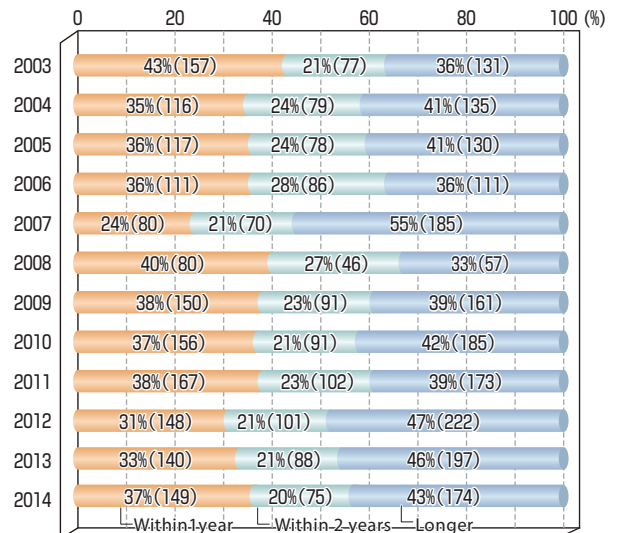 0 20 40 60 80 100 (%)
2003 43%(157) 21%(77) 36%(131)
2004 35%(116) 24%(79) 41%(135)
2005 36%(117) 24%(78) 41%(130)
2006 36%(111) 28%(86) 36%(111)
2007 24%(80) 21%(70) 55%(185)
2008 40%(80) 27%(46) 33%(57)
2009 38%(150) 23%(91) 39%(161)
2010 37%(156) 21%(91) 42%(185)
2011 38%(167) 23%(102) 39%(173)
2012 31%(148) 21%(101) 47%(222)
2013 33%(140) 21%(88) 46%(197)
2014 37%(149) 20%(75) 43%(174)
Within1year Within 2 years Longer